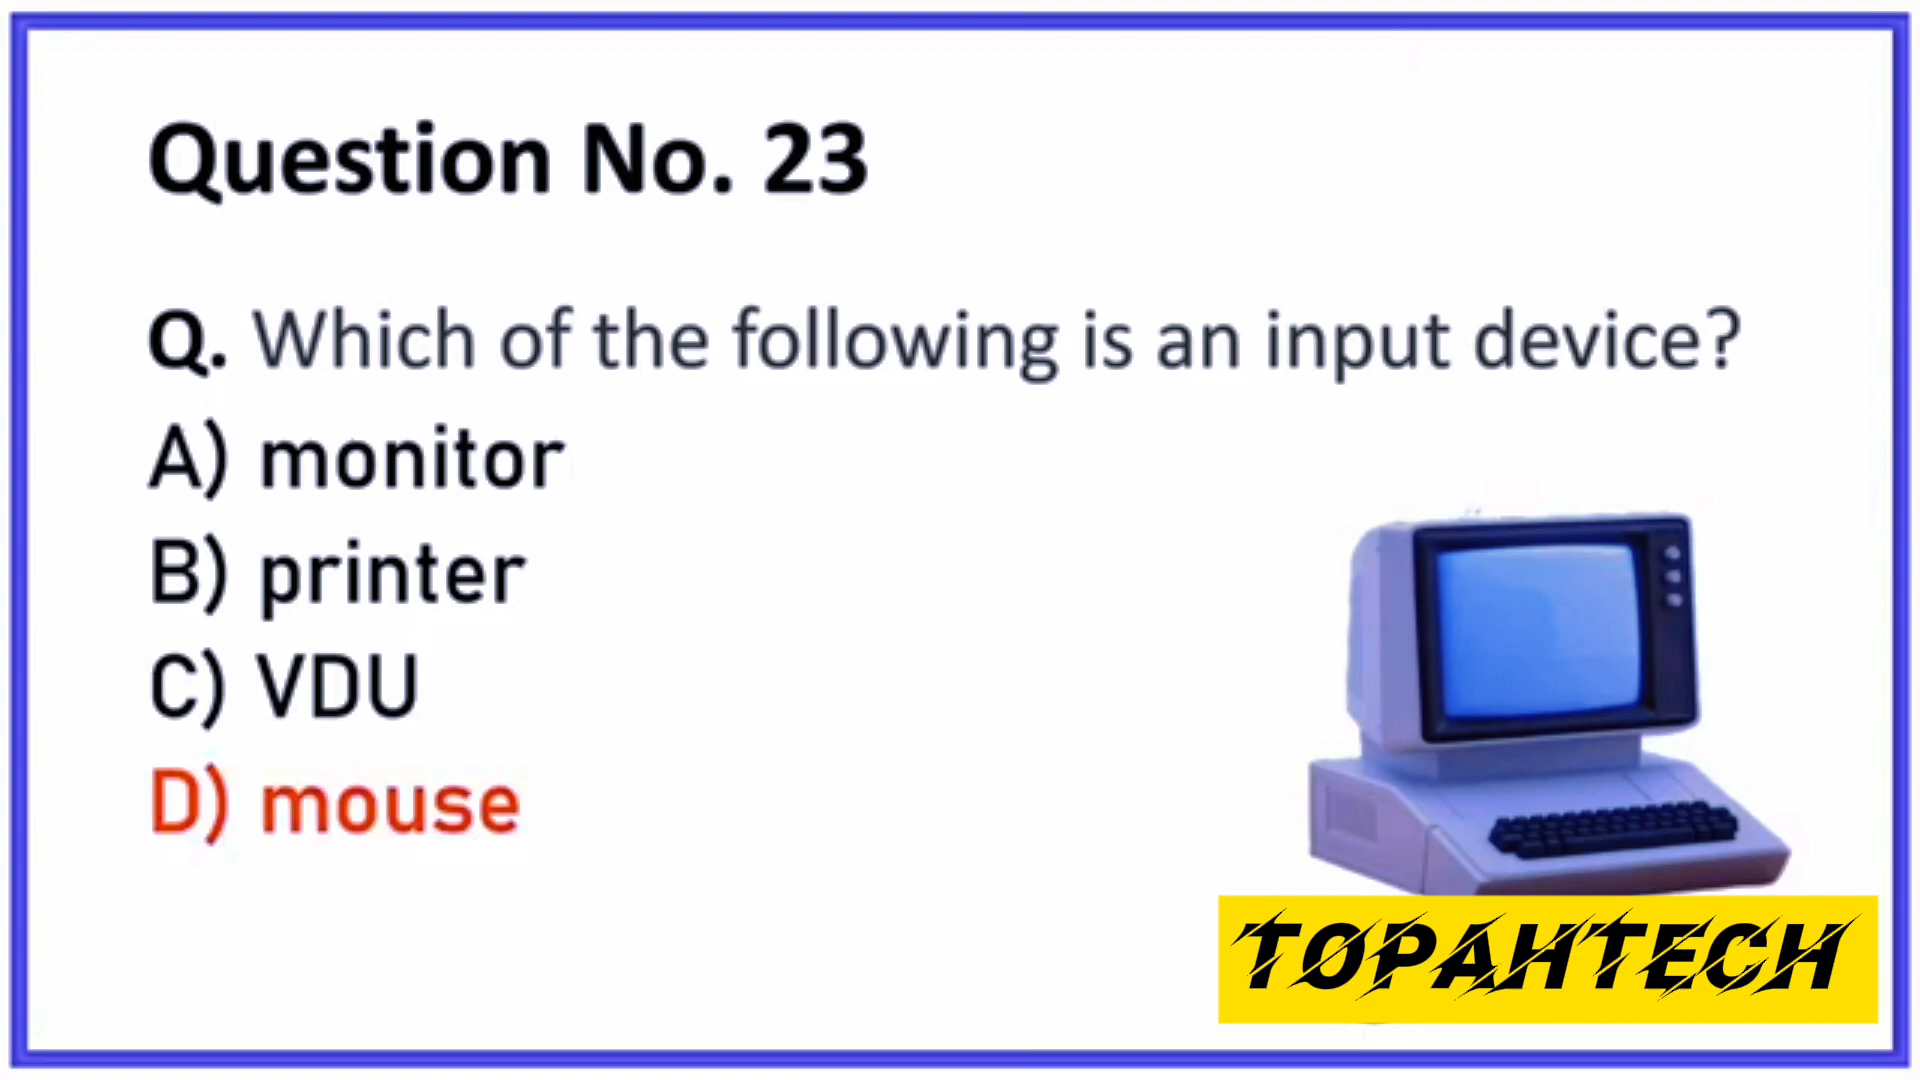 Question No. 23
Q. Which of the following is an input device?
A) monitor
B) printer
C) VDU
D) mouse
TOPAHTECH